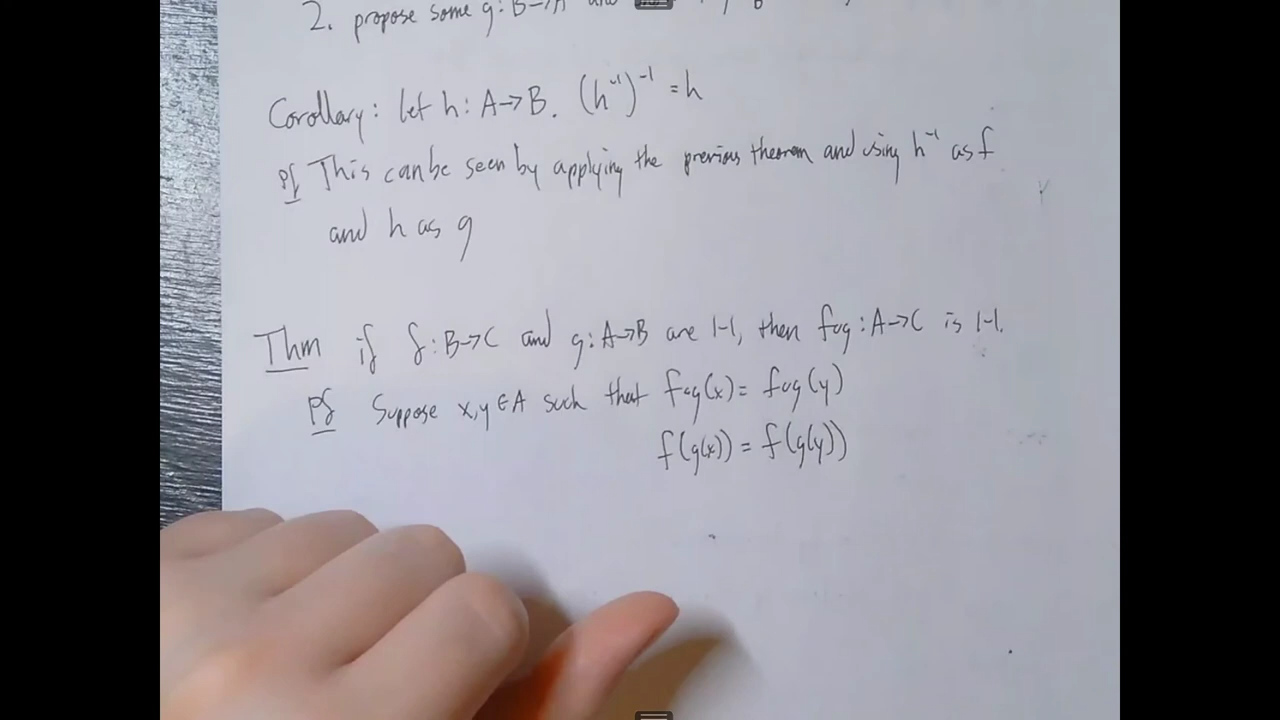 2. propose some g: B→A and
Corollary: let h: A→B. (h⁻¹)⁻¹ = h
Pf This can be seen by applying the previous theorem and using h⁻¹ as f
and h as g
Thm if f: B→C and g: A→B are 1-1, then f∘g: A→C is 1-1.
Pf Suppose x,y ∈ A such that f∘g(x) = f∘g(y)
f(g(x)) = f(g(y))